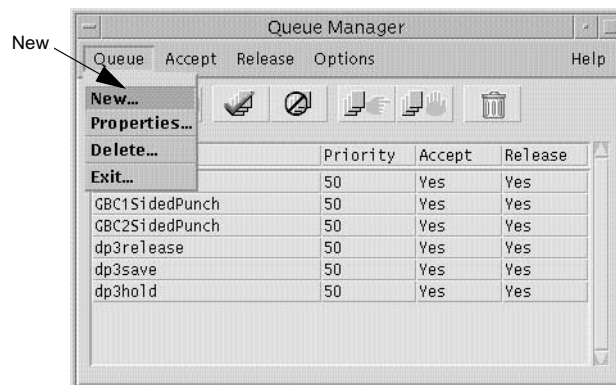 Queue Manager
New
Queue Accept Release Options Help
New...
Properties...
Delete...
Exit...
Priority Accept Release
50 Yes Yes
GBC1SidedPunch 50 Yes Yes
GBC2SidedPunch 50 Yes Yes
dp3release 50 Yes Yes
dp3save 50 Yes Yes
dp3hold 50 Yes Yes